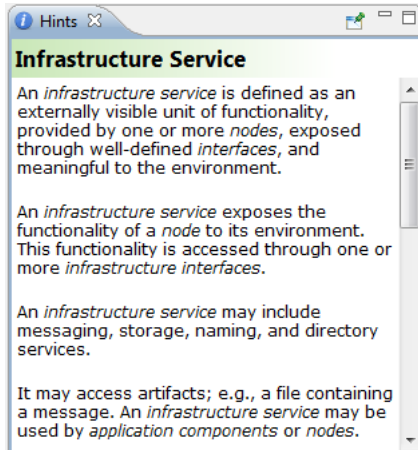 Hints
Infrastructure Service
An infrastructure service is defined as an
externally visible unit of functionality,
provided by one or more nodes, exposed
through well-defined interfaces, and
meaningful to the environment.
An infrastructure service exposes the
functionality of a node to its environment.
This functionality is accessed through one or
more infrastructure interfaces.
An infrastructure service may include
messaging, storage, naming, and directory
services.
It may access artifacts; e.g., a file containing
a message. An infrastructure service may be
used by application components or nodes.